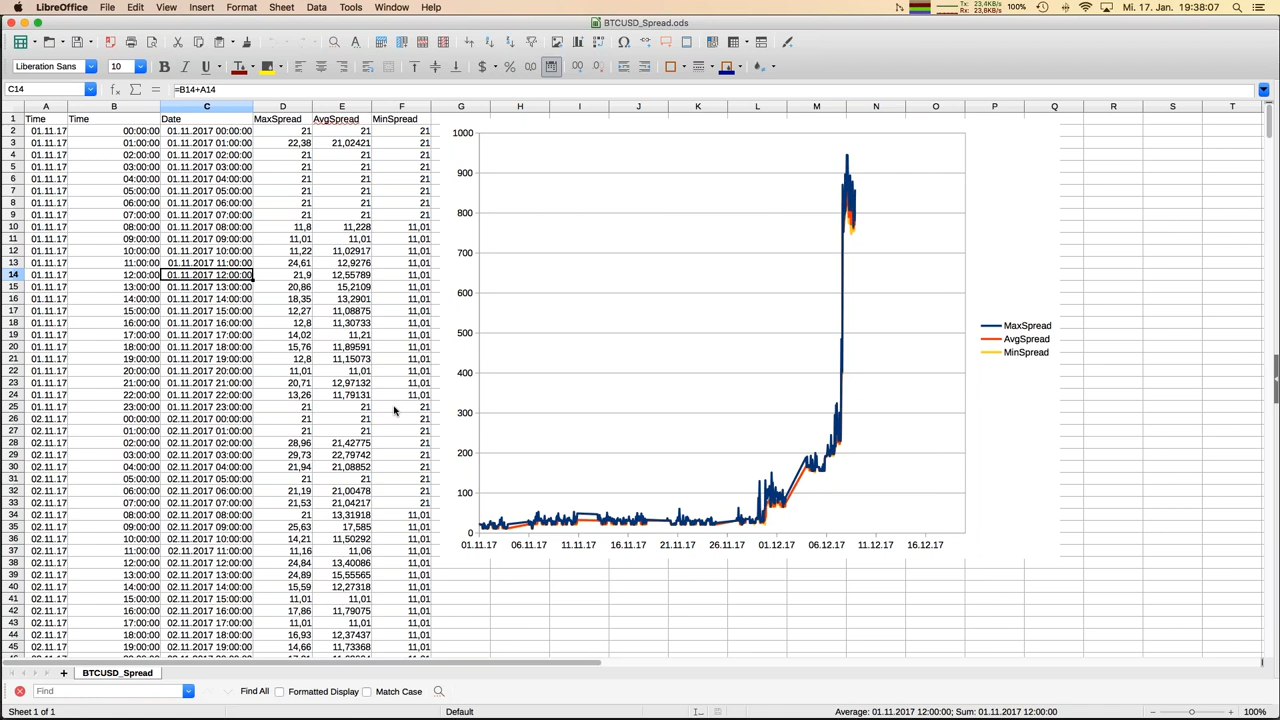 LibreOffice File Edit View Insert Format Sheet Data Tools Window Help Tx: 23,4KB/s Rx: 23,8KB/s 100% Mi. 17. Jan. 19:38:07
BTCUSD_Spread.ods
Liberation Sans 10
C14 =B14+A14
A B C D E F G H I J K L M N O P Q R S T
1 Time Time Date MaxSpread AvgSpread MinSpread
2 01.11.17 00:00:00 01.11.2017 00:00:00 21 21 21
3 01.11.17 01:00:00 01.11.2017 01:00:00 22,38 21,02421 21
4 01.11.17 02:00:00 01.11.2017 02:00:00 21 21 21
5 01.11.17 03:00:00 01.11.2017 03:00:00 21 21 21
6 01.11.17 04:00:00 01.11.2017 04:00:00 21 21 21
7 01.11.17 05:00:00 01.11.2017 05:00:00 21 21 21
8 01.11.17 06:00:00 01.11.2017 06:00:00 21 21 21
9 01.11.17 07:00:00 01.11.2017 07:00:00 21 21 21
10 01.11.17 08:00:00 01.11.2017 08:00:00 11,8 11,228 11,01
11 01.11.17 09:00:00 01.11.2017 09:00:00 11,01 11,01 11,01
12 01.11.17 10:00:00 01.11.2017 10:00:00 11,22 11,02917 11,01
13 01.11.17 11:00:00 01.11.2017 11:00:00 24,61 12,9276 11,01
14 01.11.17 12:00:00 01.11.2017 12:00:00 21,9 12,55789 11,01
15 01.11.17 13:00:00 01.11.2017 13:00:00 20,86 15,2109 11,01
16 01.11.17 14:00:00 01.11.2017 14:00:00 18,35 13,2901 11,01
17 01.11.17 15:00:00 01.11.2017 15:00:00 12,27 11,08875 11,01
18 01.11.17 16:00:00 01.11.2017 16:00:00 12,8 11,30733 11,01
19 01.11.17 17:00:00 01.11.2017 17:00:00 14,02 11,21 11,01
20 01.11.17 18:00:00 01.11.2017 18:00:00 15,76 11,89591 11,01
21 01.11.17 19:00:00 01.11.2017 19:00:00 12,8 11,15073 11,01
22 01.11.17 20:00:00 01.11.2017 20:00:00 11,01 11,01 11,01
23 01.11.17 21:00:00 01.11.2017 21:00:00 20,71 12,97132 11,01
24 01.11.17 22:00:00 01.11.2017 22:00:00 13,26 11,79131 11,01
25 01.11.17 23:00:00 01.11.2017 23:00:00 21 21 21
26 02.11.17 00:00:00 02.11.2017 00:00:00 21 21 21
27 02.11.17 01:00:00 02.11.2017 01:00:00 21 21 21
28 02.11.17 02:00:00 02.11.2017 02:00:00 28,96 21,42775 21
29 02.11.17 03:00:00 02.11.2017 03:00:00 29,73 22,79742 21
30 02.11.17 04:00:00 02.11.2017 04:00:00 21,94 21,08852 21
31 02.11.17 05:00:00 02.11.2017 05:00:00 21 21 21
32 02.11.17 06:00:00 02.11.2017 06:00:00 21,19 21,00478 21
33 02.11.17 07:00:00 02.11.2017 07:00:00 21,53 21,04217 21
34 02.11.17 08:00:00 02.11.2017 08:00:00 21 13,31918 11,01
35 02.11.17 09:00:00 02.11.2017 09:00:00 25,63 17,585 11,01
36 02.11.17 10:00:00 02.11.2017 10:00:00 14,21 11,50292 11,01
37 02.11.17 11:00:00 02.11.2017 11:00:00 11,16 11,06 11,01
38 02.11.17 12:00:00 02.11.2017 12:00:00 24,84 13,40086 11,01
39 02.11.17 13:00:00 02.11.2017 13:00:00 24,89 15,55565 11,01
40 02.11.17 14:00:00 02.11.2017 14:00:00 15,59 12,27318 11,01
41 02.11.17 15:00:00 02.11.2017 15:00:00 11,01 11,01 11,01
42 02.11.17 16:00:00 02.11.2017 16:00:00 17,86 11,79075 11,01
43 02.11.17 17:00:00 02.11.2017 17:00:00 11,01 11,01 11,01
44 02.11.17 18:00:00 02.11.2017 18:00:00 16,93 12,37437 11,01
45 02.11.17 19:00:00 02.11.2017 19:00:00 14,66 11,73368 11,01
1000
900
800
700
600
500
400
300
200
100
0
01.11.17 06.11.17 11.11.17 16.11.17 21.11.17 26.11.17 01.12.17 06.12.17 11.12.17 16.12.17
MaxSpread
AvgSpread
MinSpread
BTCUSD_Spread
Find Find All Formatted Display Match Case
Sheet 1 of 1 Default Average: 01.11.2017 12:00:00; Sum: 01.11.2017 12:00:00 100%